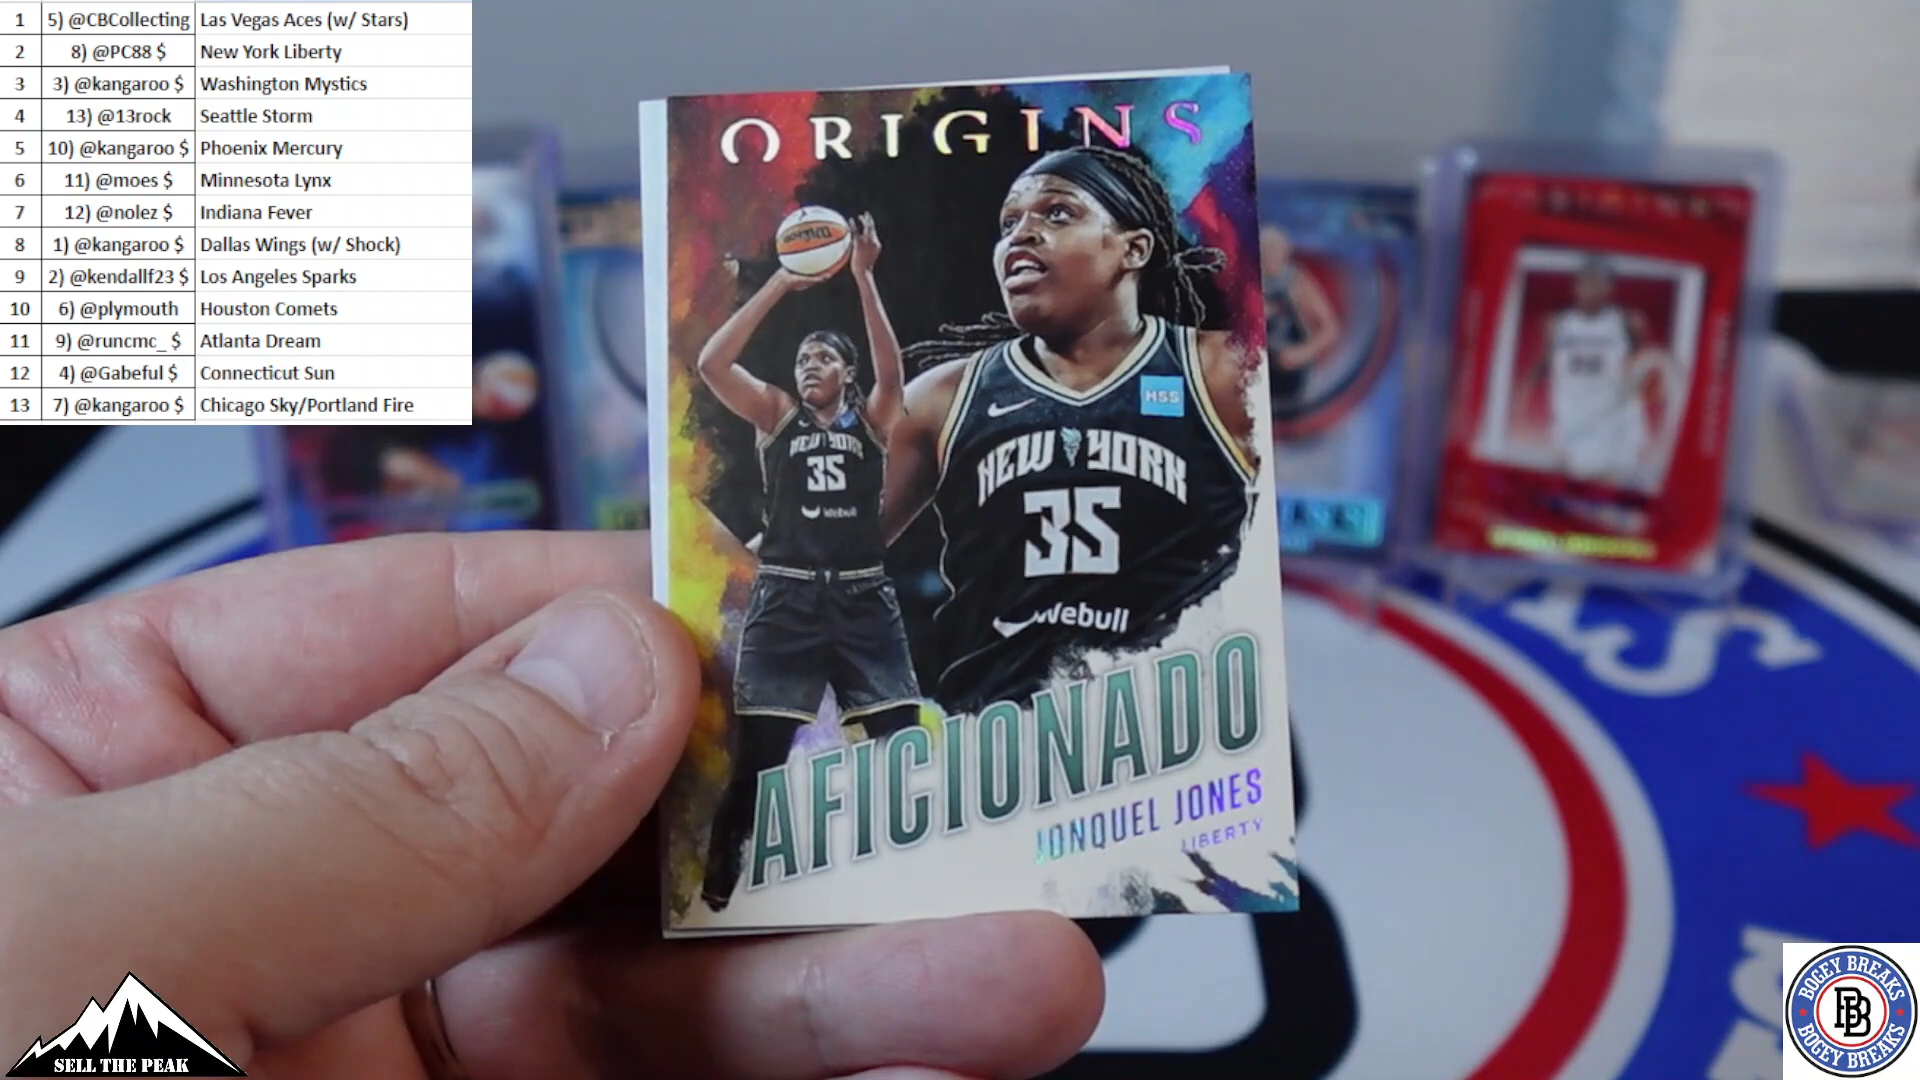 1 5) @CBCollecting Las Vegas Aces (w/ Stars)
2 8) @PC88 $ New York Liberty
3 3) @kangaroo $ Washington Mystics
4 13) @13rock Seattle Storm
5 10) @kangaroo $ Phoenix Mercury
6 11) @moes $ Minnesota Lynx
7 12) @nolez $ Indiana Fever
8 1) @kangaroo $ Dallas Wings (w/ Shock)
9 2) @kendallf23 $ Los Angeles Sparks
10 6) @plymouth Houston Comets
11 9) @runcmc_ $ Atlanta Dream
12 4) @Gabeful $ Connecticut Sun
13 7) @kangaroo $ Chicago Sky/Portland Fire
ORIGINS
HSS
NEW YORK
35
Webull
NEW YORK
35
Webull
AFICIONADO
JONQUEL JONES
LIBERTY
SELL THE PEAK
BOGEY BREAKS
BB
BOGEY BREAKS